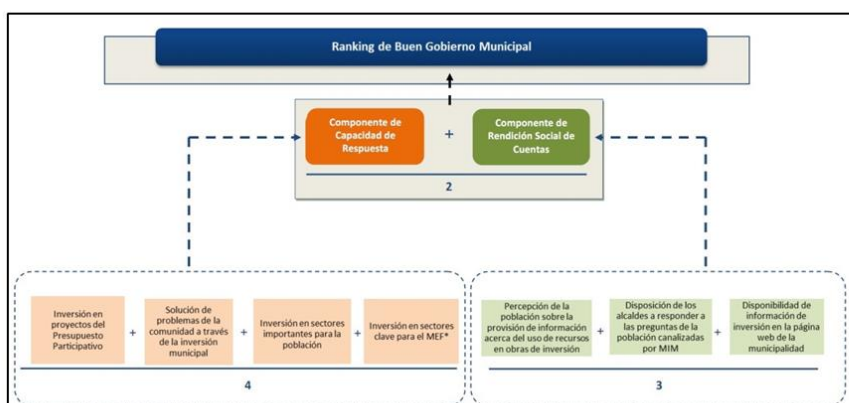 Ranking de Buen Gobierno Municipal
Componente de
Capacidad de
Respuesta
+
Componente de
Rendición Social de
Cuentas
2
Inversión en
proyectos del
Presupuesto
Participativo
+
Solución de
problemas de la
comunidad a través
de la inversión
municipal
+
Inversión en sectores
importantes para la
población
+
Inversión en sectores
clave para el MEF*
4
Percepción de la
población sobre la
provisión de información
acerca del uso de recursos
en obras de inversión
+
Disposición de los
alcaldes a responder a
las preguntas de la
población canalizadas
por MIM
+
Disponibilidad de
información de
inversión en la página
web de la
municipalidad
3